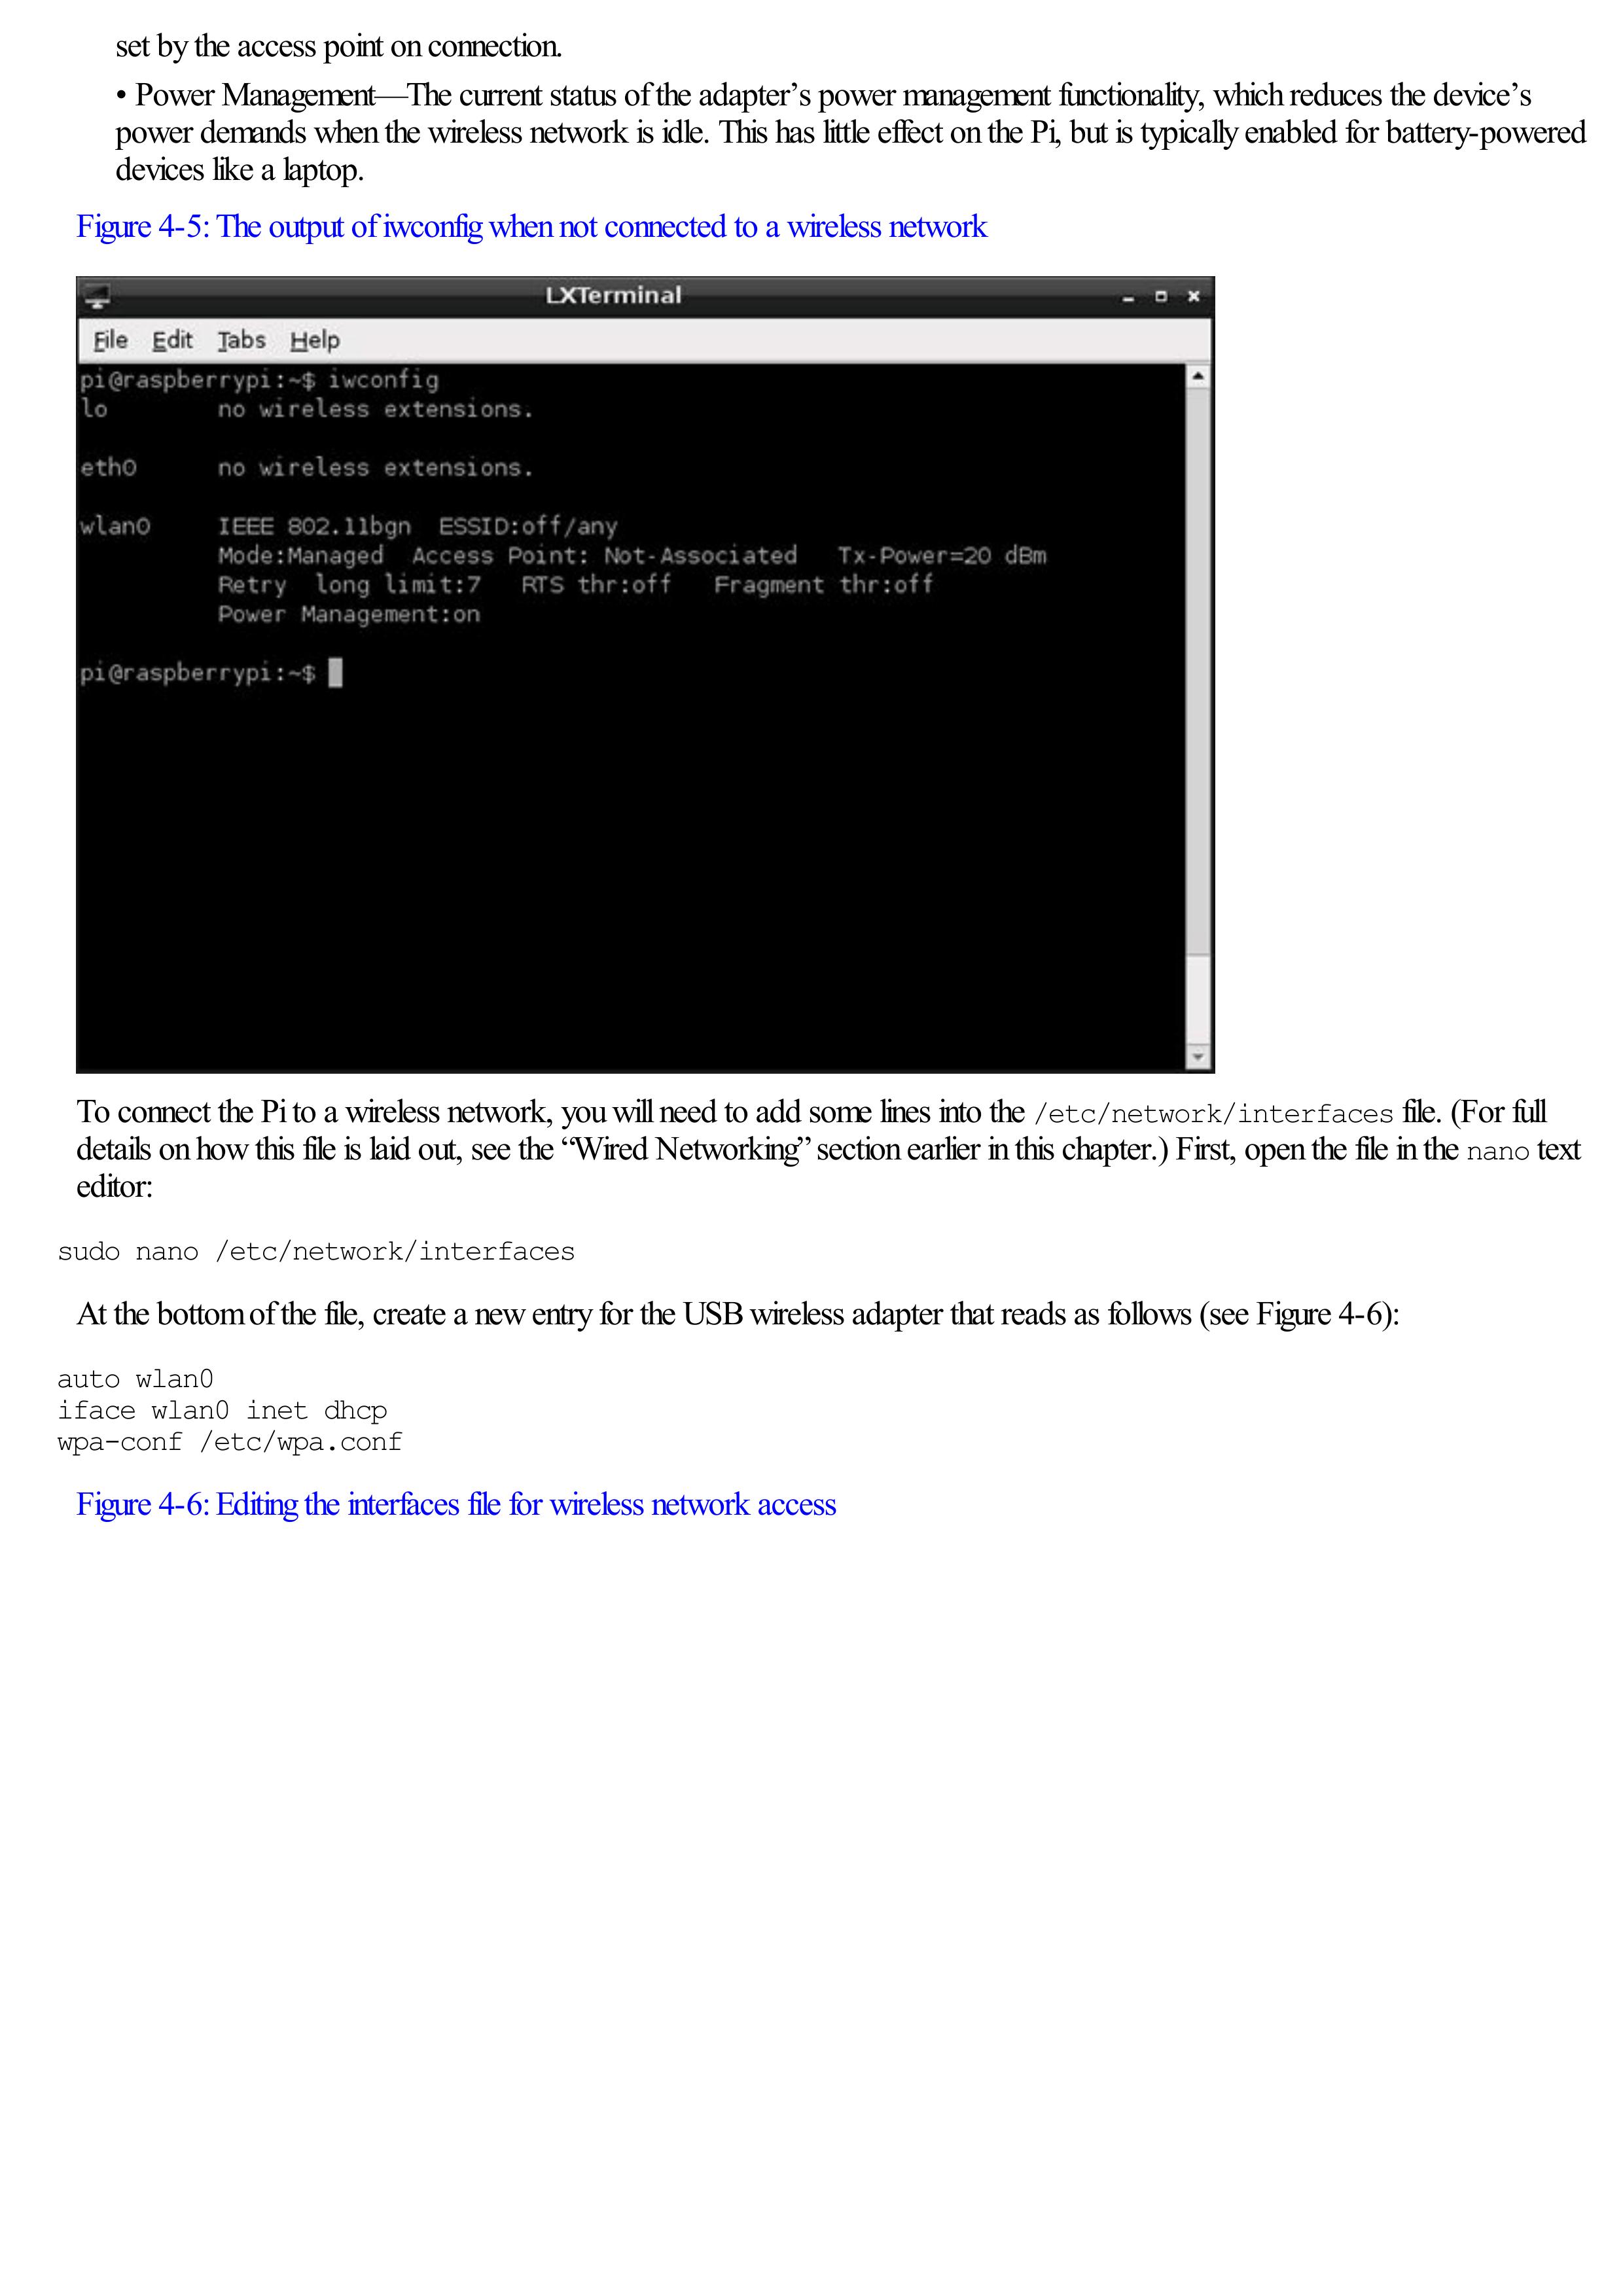 set by the access point on connection.
• Power Management—The current status of the adapter’s power management functionality, which reduces the device’s
power demands when the wireless network is idle. This has little effect on the Pi, but is typically enabled for battery-powered
devices like a laptop.
Figure 4-5: The output of iwconfig when not connected to a wireless network
LXTerminal
File Edit Tabs Help
pi@raspberrypi:~$ iwconfig
lo no wireless extensions.
eth0 no wireless extensions.
wlan0 IEEE 802.11bgn ESSID:off/any
Mode:Managed Access Point: Not-Associated Tx-Power=20 dBm
Retry long limit:7 RTS thr:off Fragment thr:off
Power Management:on
pi@raspberrypi:~$
To connect the Pi to a wireless network, you will need to add some lines into the /etc/network/interfaces file. (For full
details on how this file is laid out, see the “Wired Networking” section earlier in this chapter.) First, open the file in the nano text
editor:
sudo nano /etc/network/interfaces
At the bottom of the file, create a new entry for the USB wireless adapter that reads as follows (see Figure 4-6):
auto wlan0
iface wlan0 inet dhcp
wpa-conf /etc/wpa.conf
Figure 4-6: Editing the interfaces file for wireless network access